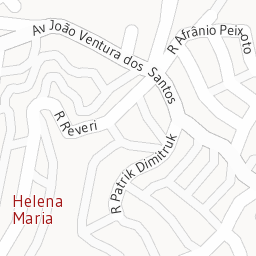 Av João Ventura dos Santos
R Afrânio Peixoto
R Reveri
R Patrik Dimitruk
Helena
Maria